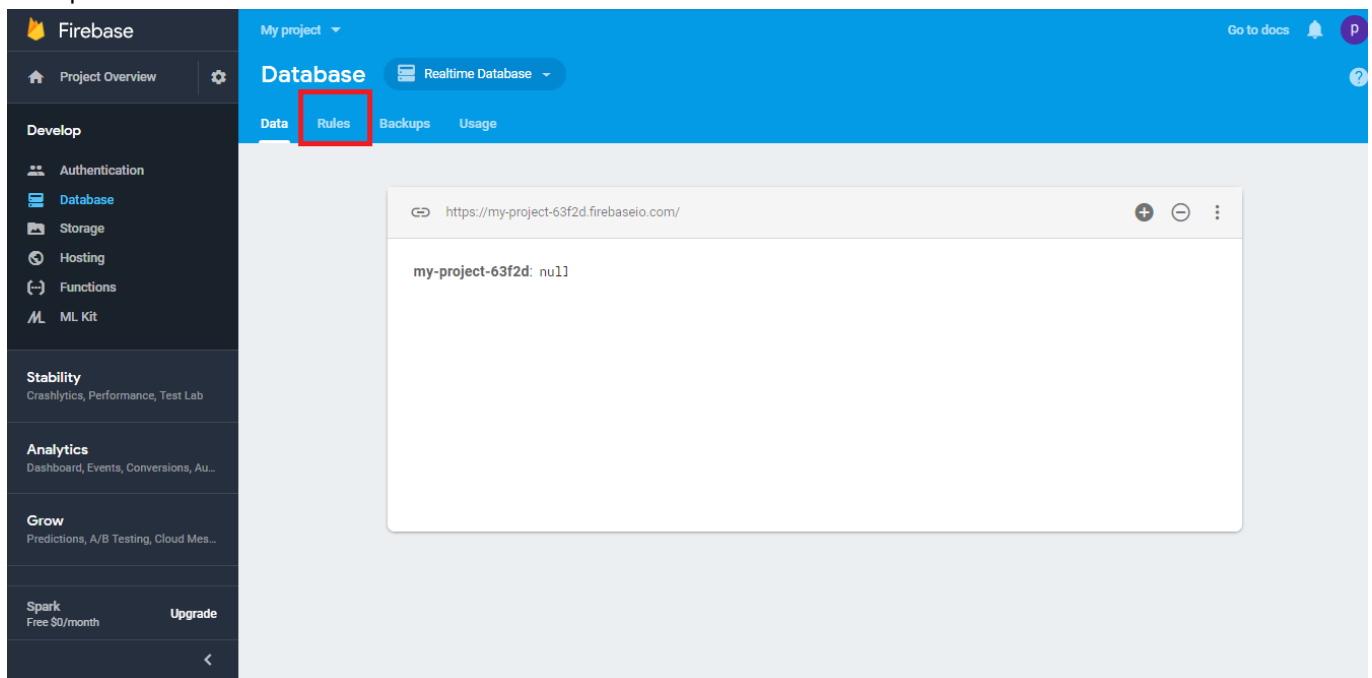 Firebase
My project
Go to docs
p
Project Overview
Database
Realtime Database
?
Develop
Data Rules Backups Usage
Authentication
Database
Storage
Hosting
Functions
ML Kit
https://my-project-63f2d.firebaseio.com/
my-project-63f2d: null
Stability
Crashlytics, Performance, Test Lab
Analytics
Dashboard, Events, Conversions, Au...
Grow
Predictions, A/B Testing, Cloud Mes...
Spark
Free $0/month
Upgrade